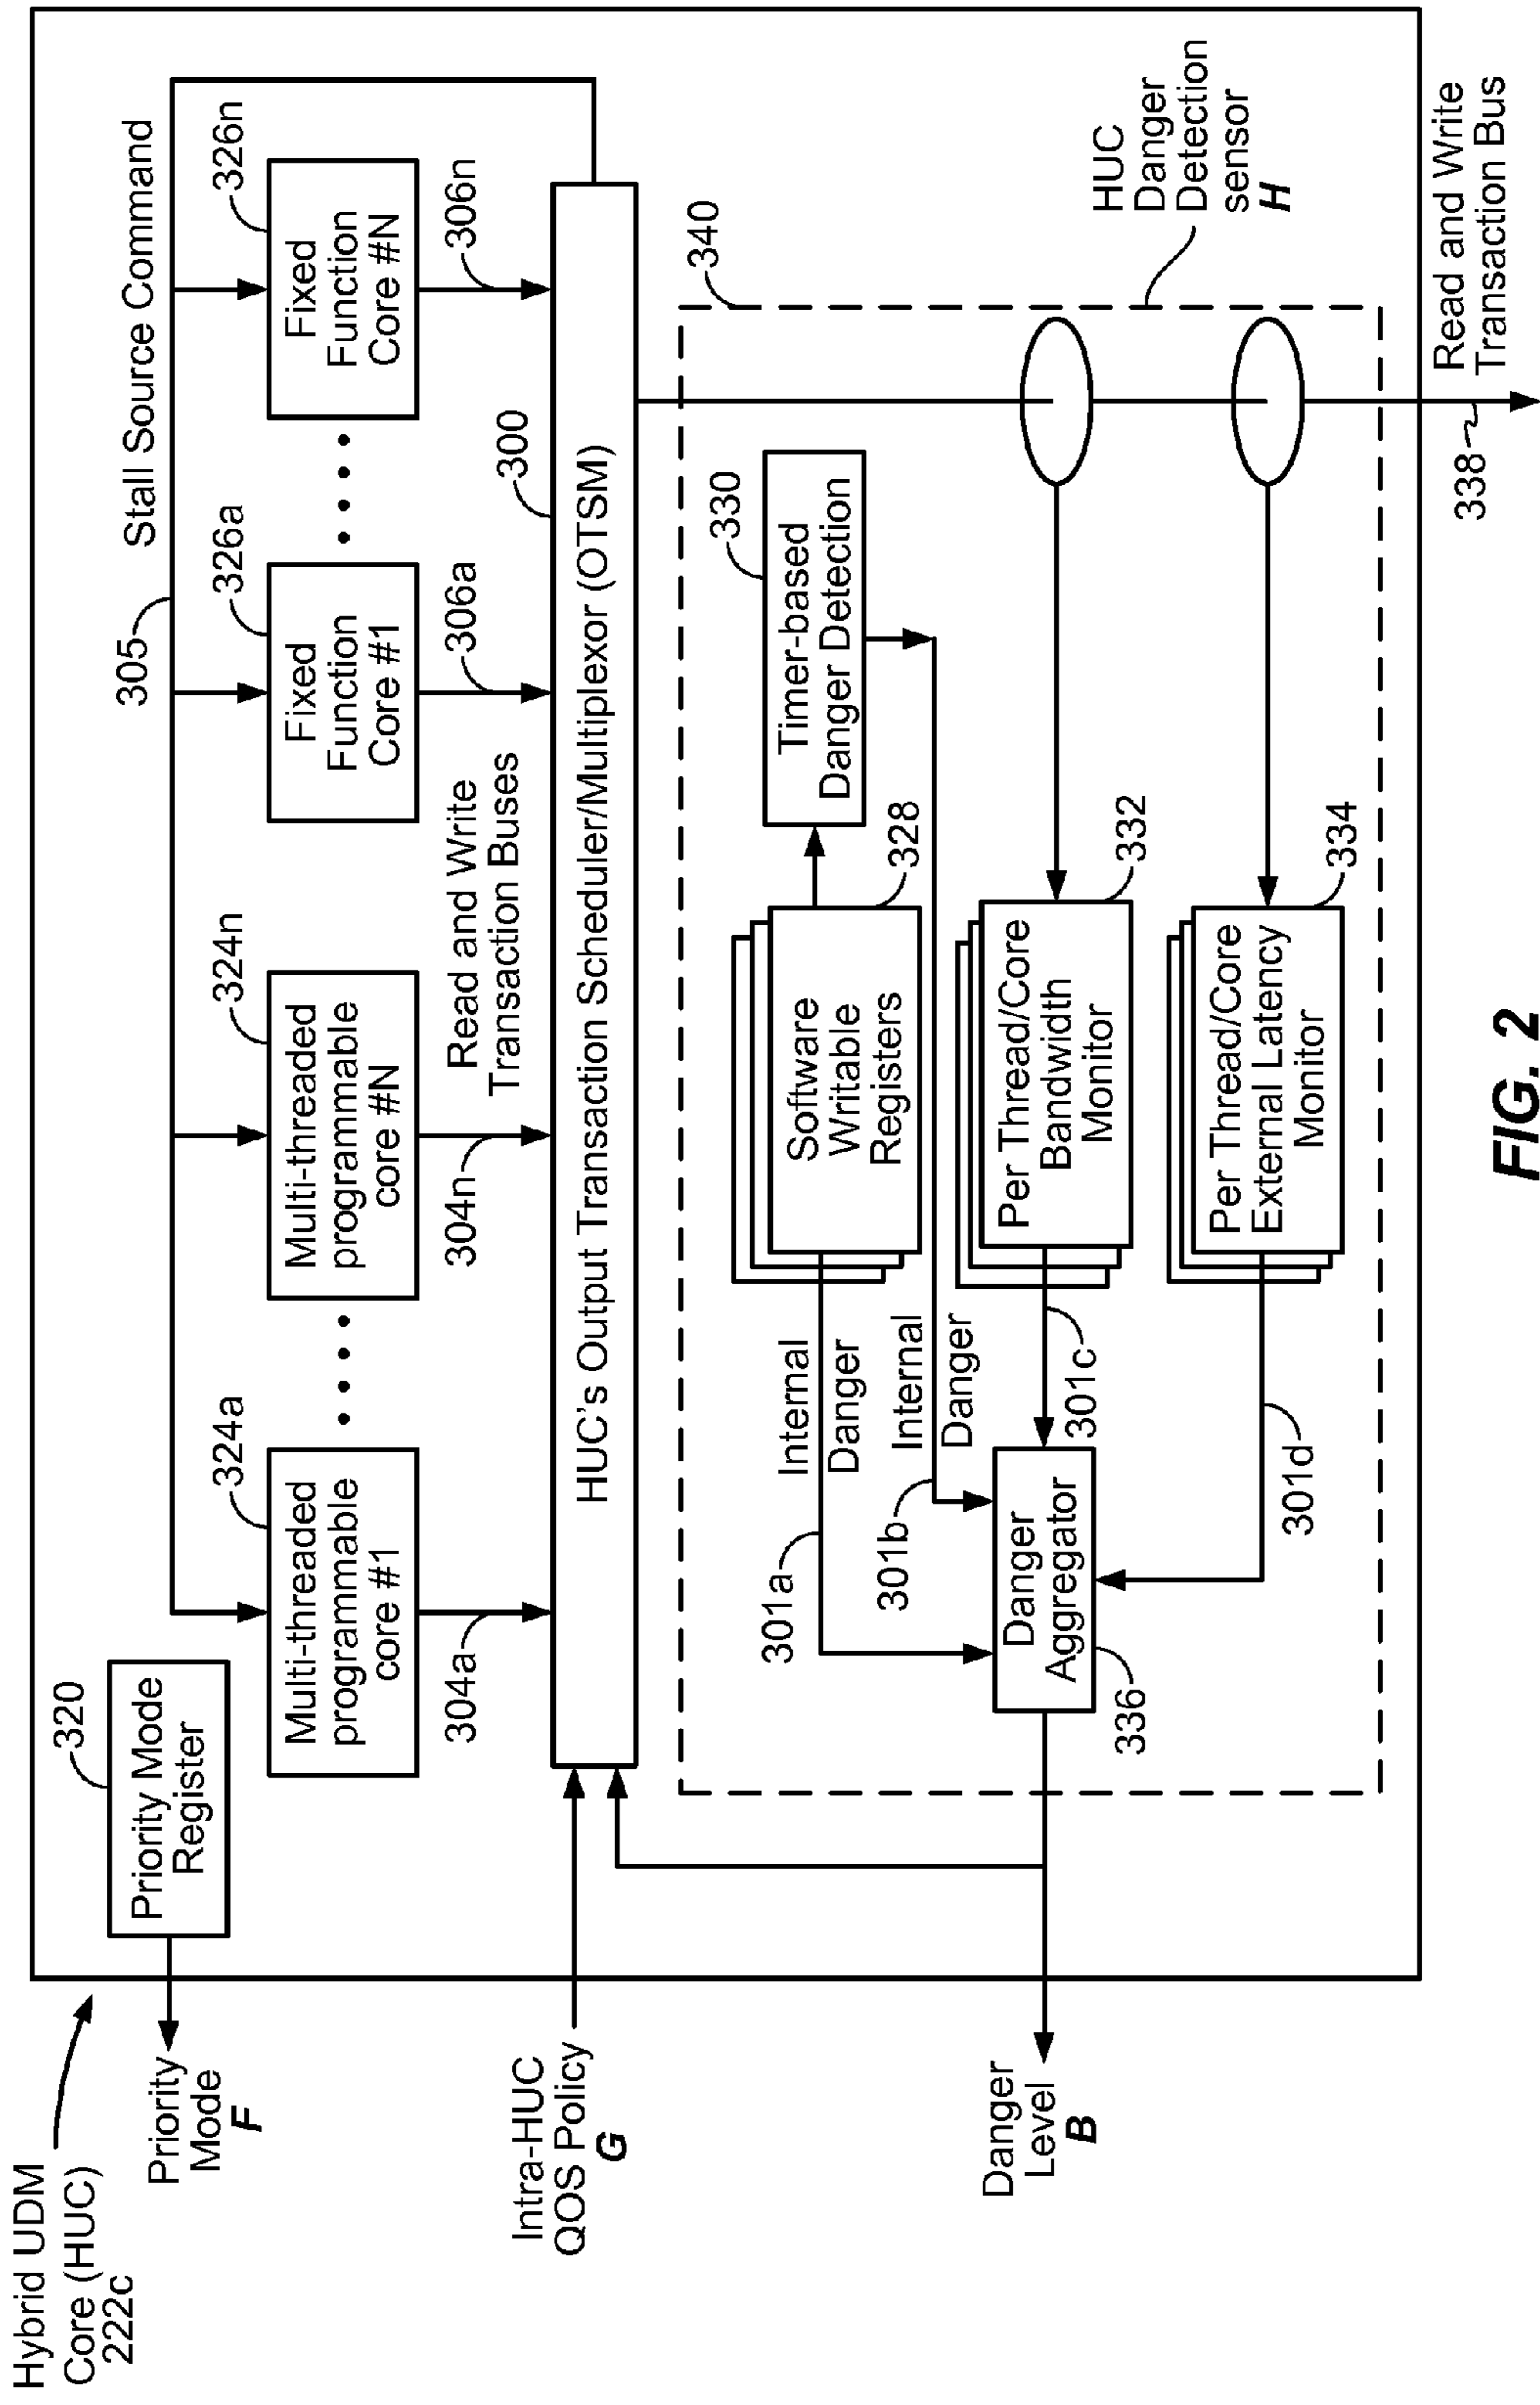 Hybrid UDM
Core (HUC)
222c
Priority
Mode
F
320
Priority Mode
Register
305
Stall Source Command
324a
Multi-threaded
programmable
core #1
324n
Multi-threaded
programmable
core #N
326a
Fixed
Function
Core #1
326n
Fixed
Function
Core #N
304a
304n
Read and Write
Transaction Buses
306a
306n
300
Intra-HUC
QOS Policy
G
HUC's Output Transaction Scheduler/Multiplexor (OTSM)
340
HUC
Danger
Detection
sensor
H
330
Timer-based
Danger Detection
Software
Writable
Registers
328
301a
Internal
Danger
301b
Internal
Danger
Per Thread/Core
Bandwidth
Monitor
332
301c
Danger
Aggregator
336
Danger
Level
B
Per Thread/Core
External Latency
Monitor
334
301d
338
Read and Write
Transaction Bus
FIG. 2